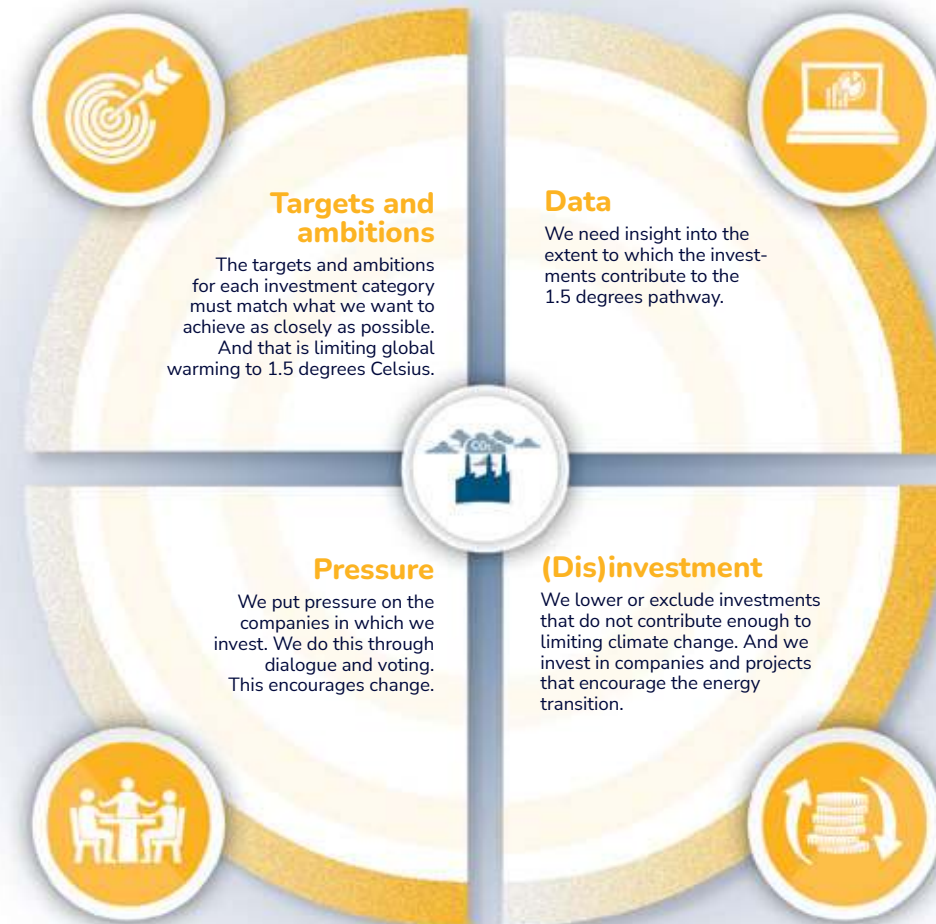 Targets and
ambitions
The targets and ambitions
for each investment category
must match what we want to
achieve as closely as possible.
And that is limiting global
warming to 1.5 degrees Celsius.
Data
We need insight into the
extent to which the invest-
ments contribute to the
1.5 degrees pathway.
CO₂
Pressure
We put pressure on the
companies in which we
invest. We do this through
dialogue and voting.
This encourages change.
(Dis)investment
We lower or exclude investments
that do not contribute enough to
limiting climate change. And we
invest in companies and projects
that encourage the energy
transition.